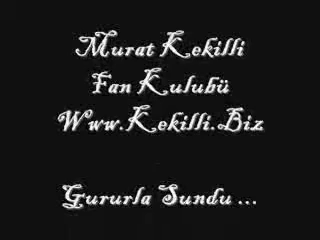 Murat Kekilli
Fan Kulubü
Www.Kekilli.Biz
Gururla Sundu ...